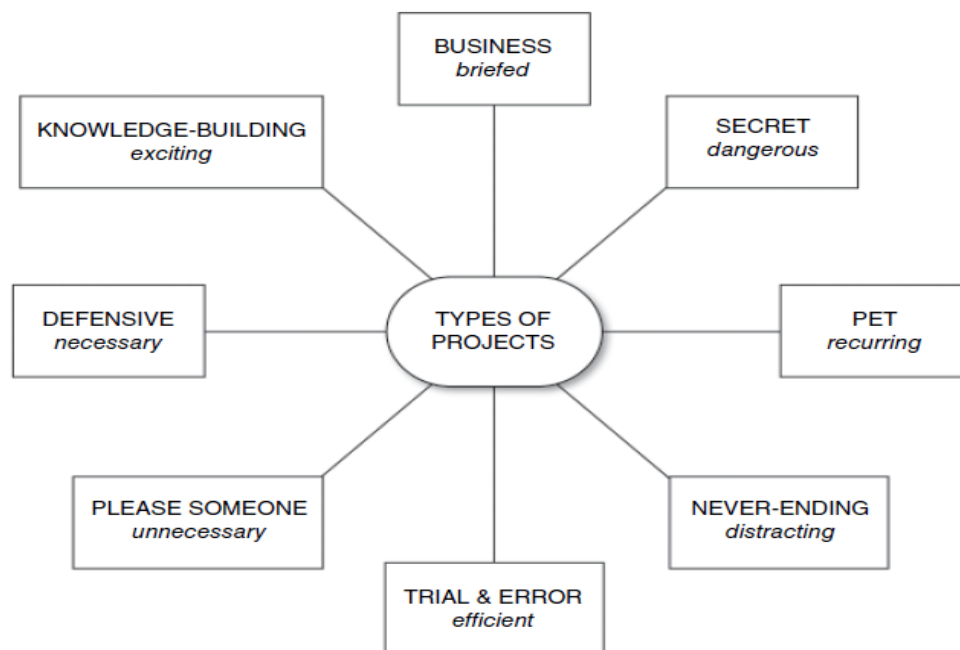 BUSINESS
briefed
KNOWLEDGE-BUILDING
exciting
SECRET
dangerous
DEFENSIVE
necessary
TYPES OF
PROJECTS
PET
recurring
PLEASE SOMEONE
unnecessary
NEVER-ENDING
distracting
TRIAL & ERROR
efficient